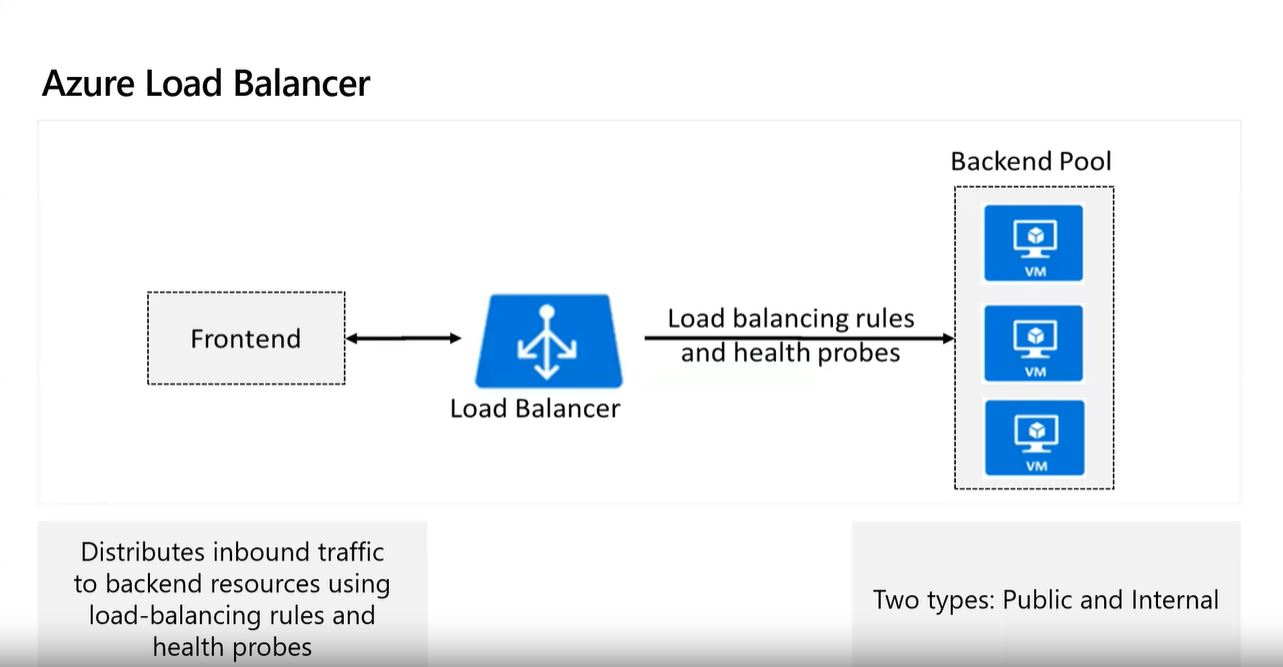 Azure Load Balancer
Backend Pool
VM
VM
VM
Frontend
Load Balancer
Load balancing rules
and health probes
Distributes inbound traffic
to backend resources using
load-balancing rules and
health probes
Two types: Public and Internal